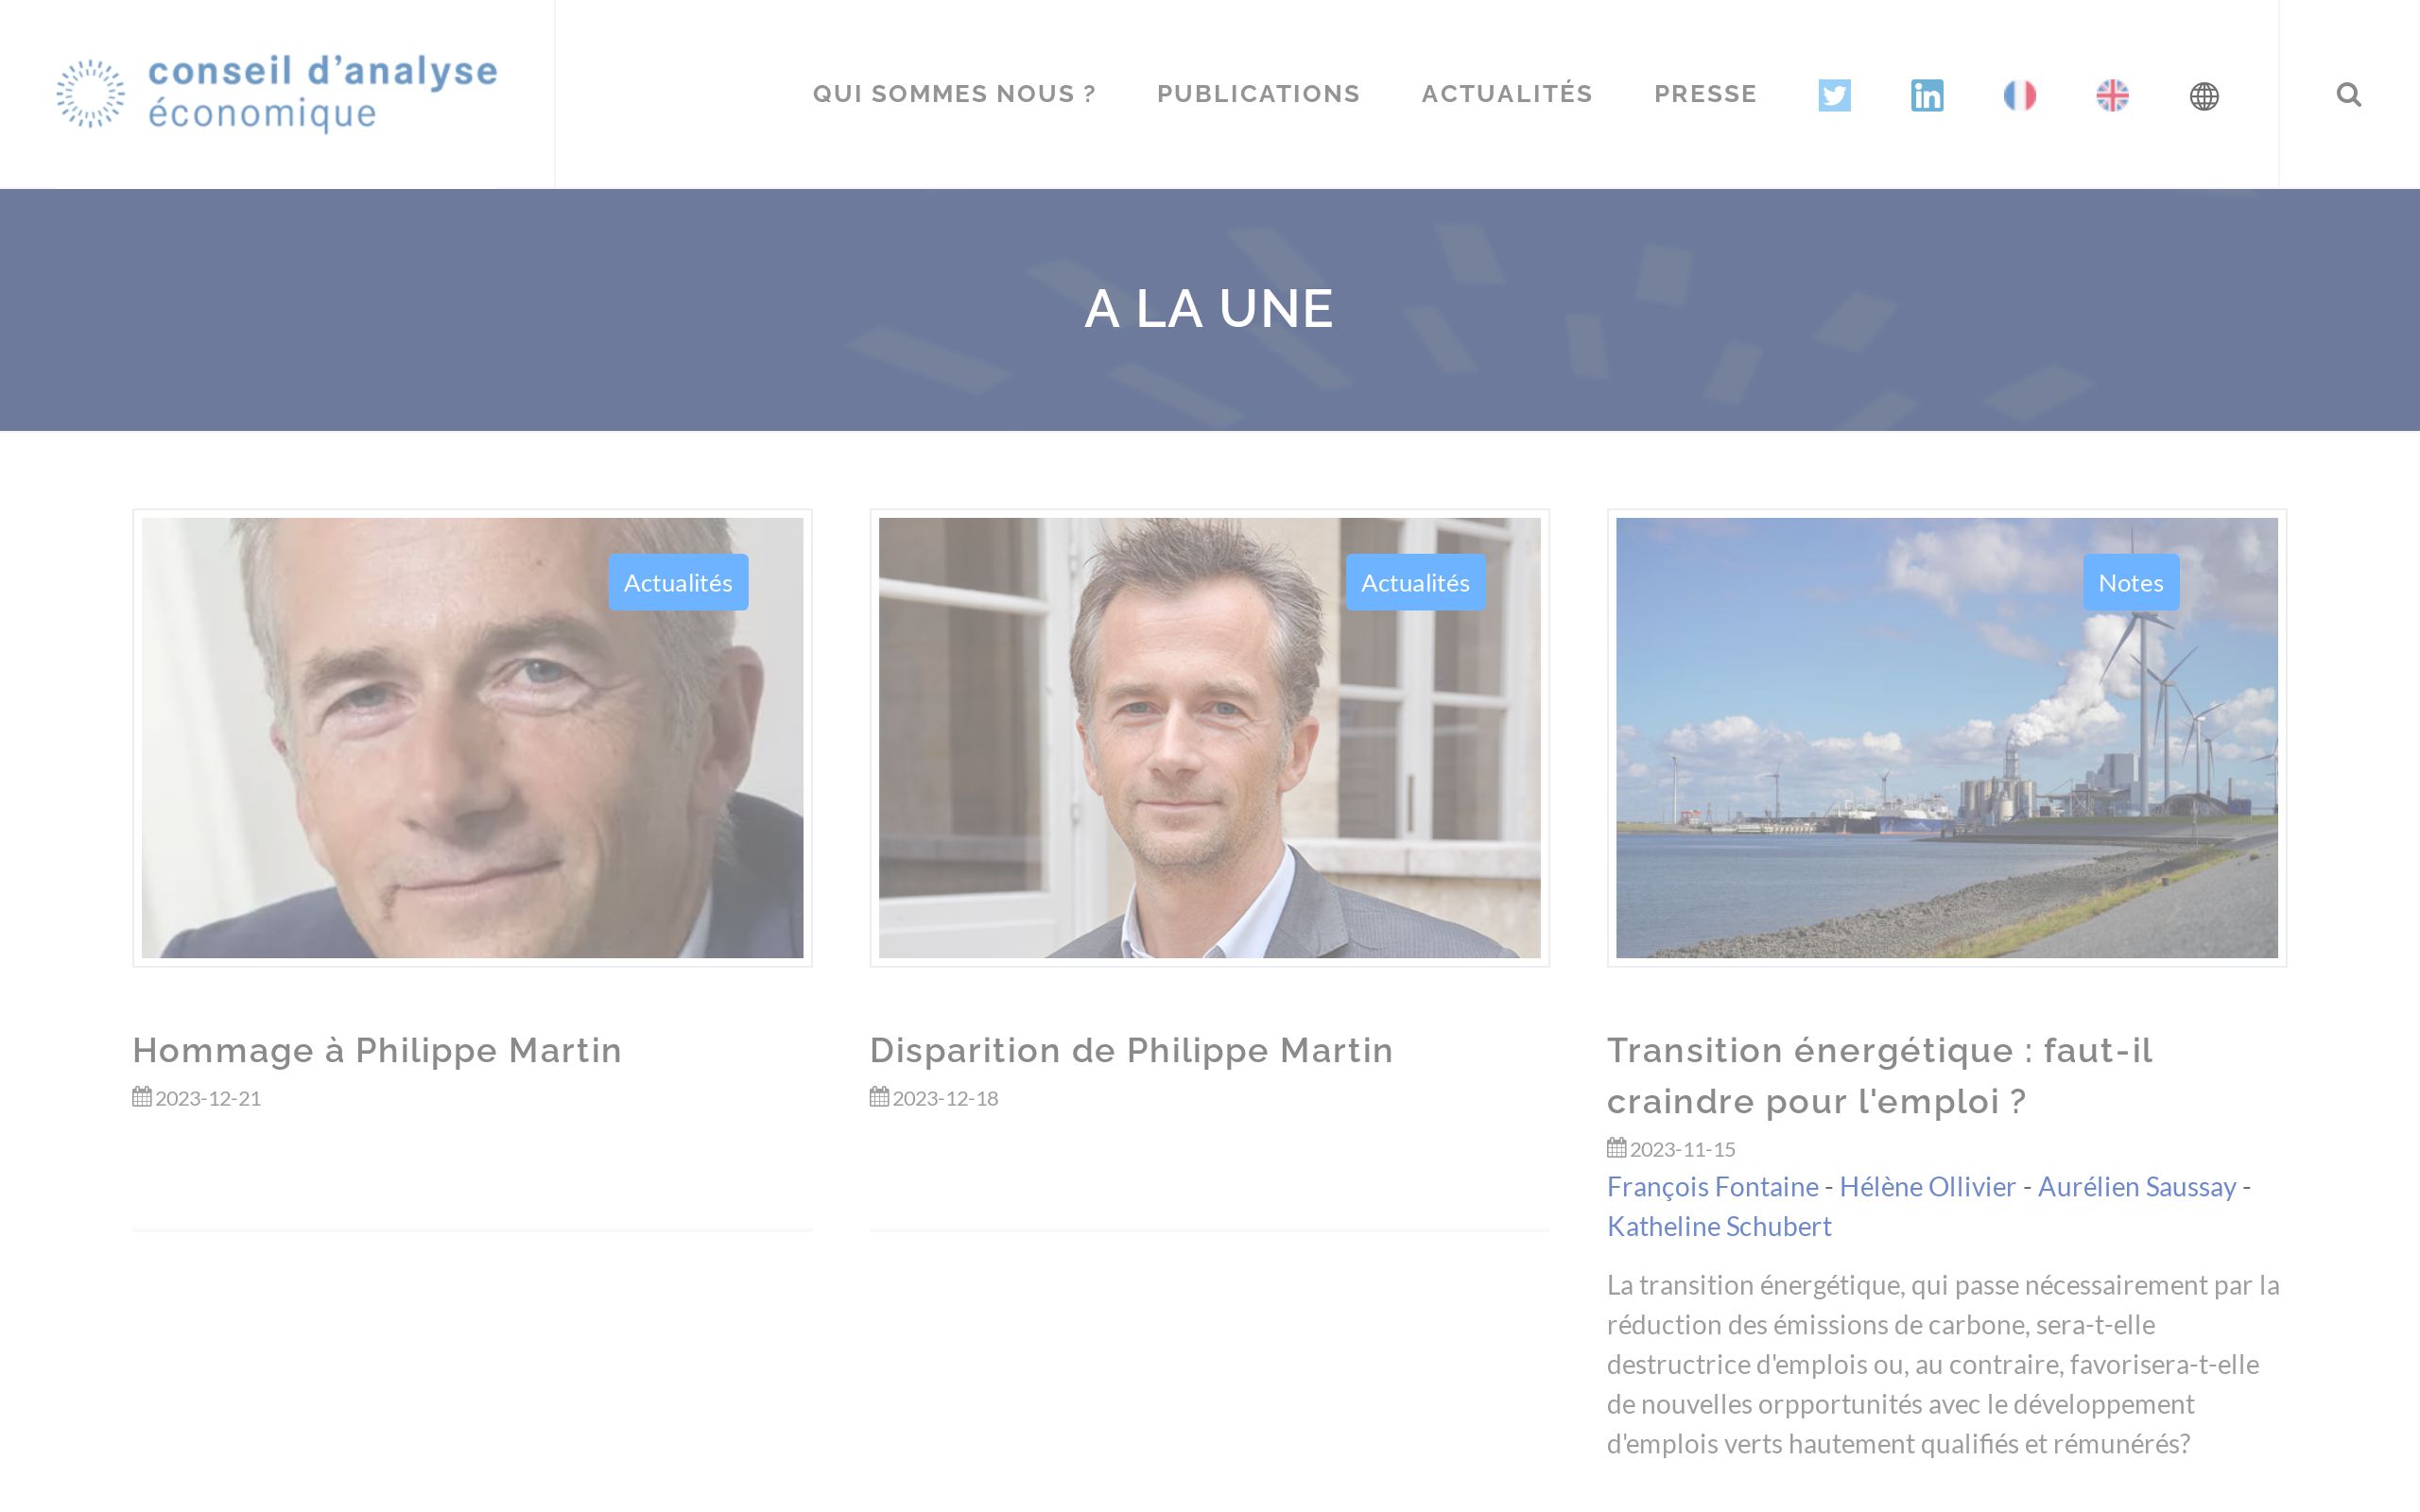 conseil d'analyse
économique
QUI SOMMES NOUS ?
PUBLICATIONS
ACTUALITÉS
PRESSE
in
A LA UNE
Actualités
Actualités
Notes
Hommage à Philippe Martin
2023-12-21
Disparition de Philippe Martin
2023-12-18
Transition énergétique : faut-il
craindre pour l'emploi ?
2023-11-15
François Fontaine - Hélène Ollivier - Aurélien Saussay -
Katheline Schubert
La transition énergétique, qui passe nécessairement par la
réduction des émissions de carbone, sera-t-elle
destructrice d'emplois ou, au contraire, favorisera-t-elle
de nouvelles orpportunités avec le développement
d'emplois verts hautement qualifiés et rémunérés?